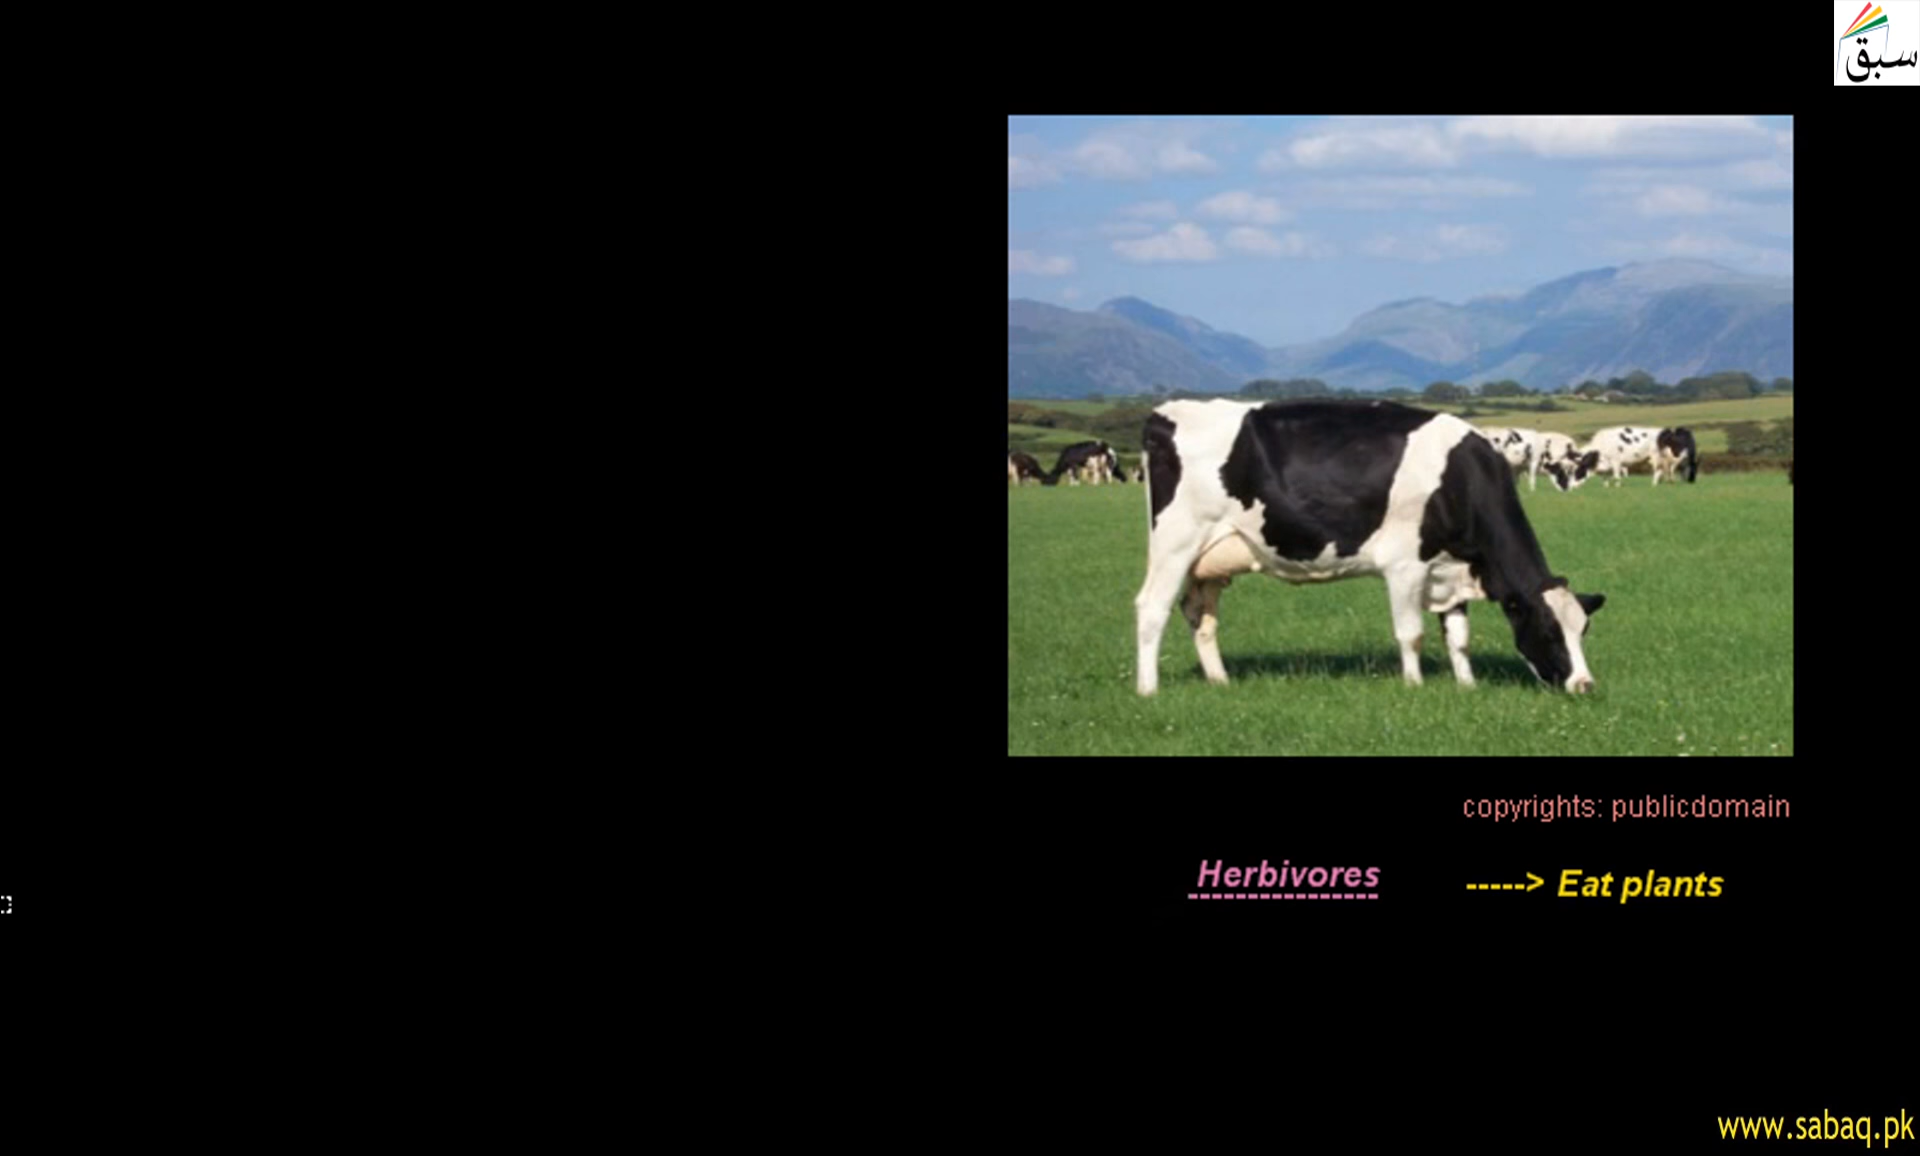 سبق
copyrights: publicdomain
Herbivores -----> Eat plants
www.sabaq.pk